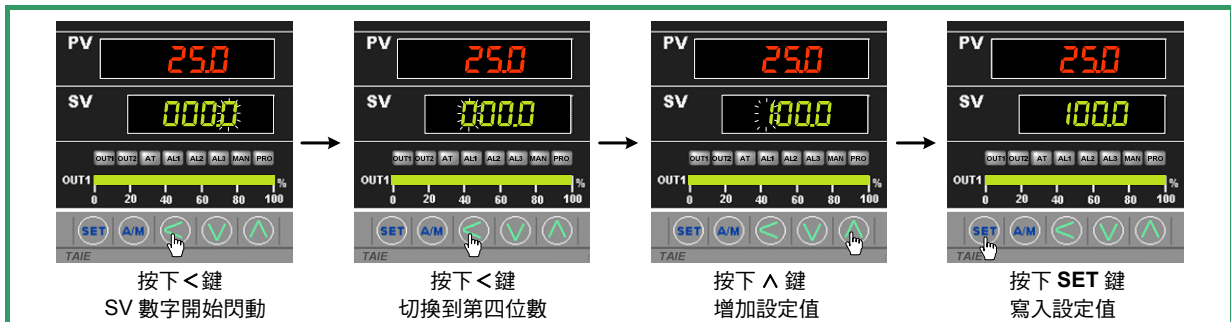 PV 25.0
SV 000.0
OUT1 OUT2 AT AL1 AL2 AL3 MAN PRO
OUT1 %
0 20 40 60 80 100
SET A/M < ∨ ∧
TAIE
按下<鍵
SV 數字開始閃動
PV 25.0
SV 000.0
OUT1 OUT2 AT AL1 AL2 AL3 MAN PRO
OUT1 %
0 20 40 60 80 100
SET A/M < ∨ ∧
TAIE
按下<鍵
切換到第四位數
PV 25.0
SV 100.0
OUT1 OUT2 AT AL1 AL2 AL3 MAN PRO
OUT1 %
0 20 40 60 80 100
SET A/M < ∨ ∧
TAIE
按下 ∧ 鍵
增加設定值
PV 25.0
SV 100.0
OUT1 OUT2 AT AL1 AL2 AL3 MAN PRO
OUT1 %
0 20 40 60 80 100
SET A/M < ∨ ∧
TAIE
按下 SET 鍵
寫入設定值